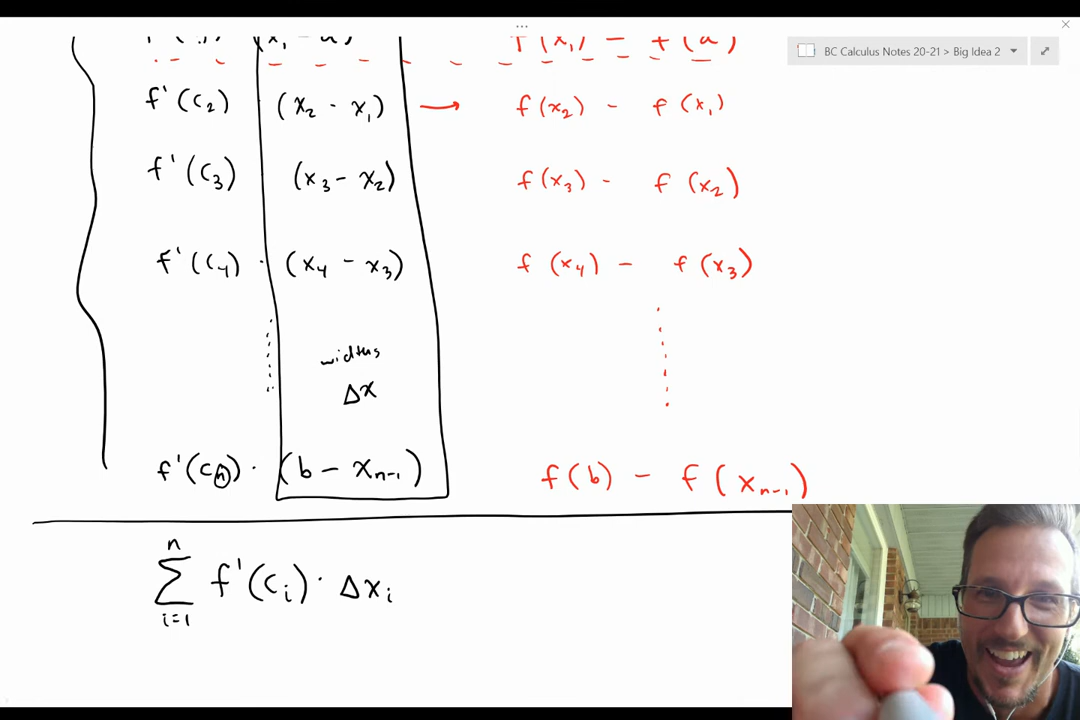 BC Calculus Notes 20-21 > Big Idea 2
f'(c₂) (x₂ - x₁) → f(x₂) - f(x₁)
f'(c₃) (x₃ - x₂) f(x₃) - f(x₂)
f'(c₄) · (x₄ - x₃) f(x₄) - f(x₃)
widths
Δx
f'(cₙ) · (b - xₙ₋₁) f(b) - f(xₙ₋₁)
n
Σ f'(cᵢ) · Δxᵢ
i=1